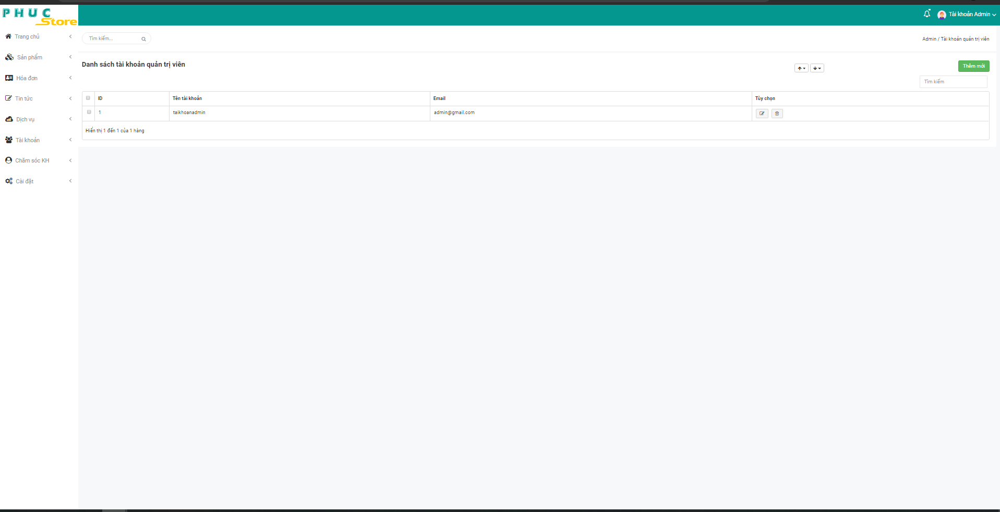 PHUC
Store
Tài khoản Admin
Trang chủ
Sản phẩm
Hóa đơn
Tin tức
Dịch vụ
Tài khoản
Chăm sóc KH
Cài đặt
Tìm kiếm...
Admin / Tài khoản quản trị viên
Danh sách tài khoản quản trị viên
Thêm mới
Tìm kiếm
ID Tên tài khoản Email Tùy chọn
1 taikhoanadmin admin@gmail.com
Hiển thị 1 đến 1 của 1 hàng